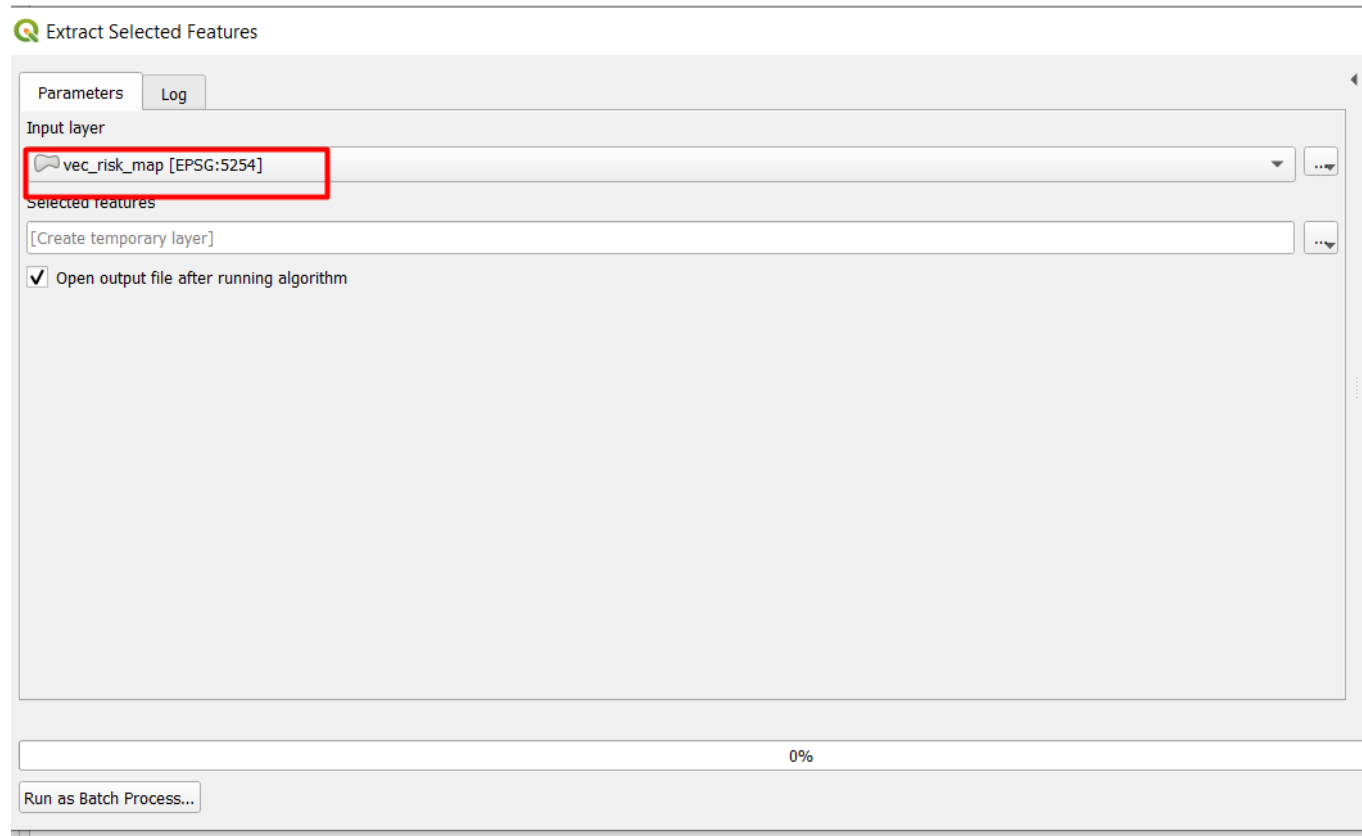 Extract Selected Features
Parameters
Log
Input layer
vec_risk_map [EPSG:5254]
Selected features
[Create temporary layer]
Open output file after running algorithm
0%
Run as Batch Process...